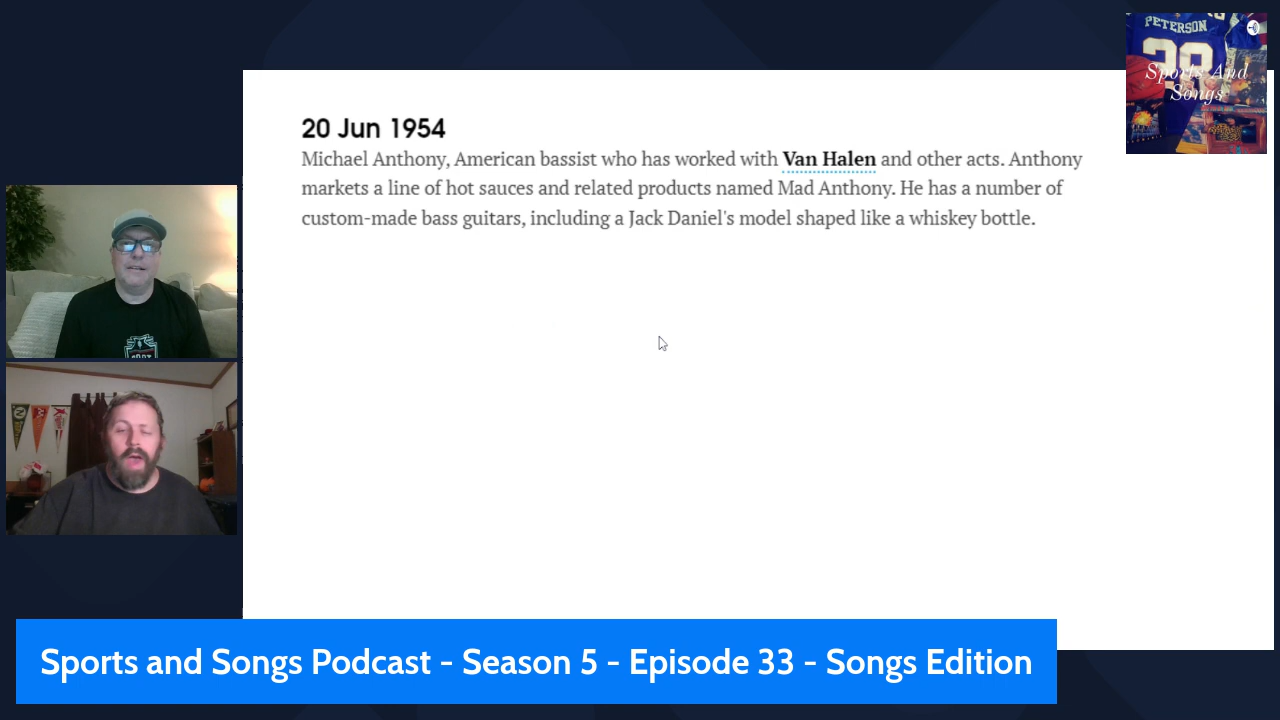 PETERSON
Sports And
Songs
20 Jun 1954
Michael Anthony, American bassist who has worked with Van Halen and other acts. Anthony
markets a line of hot sauces and related products named Mad Anthony. He has a number of
custom-made bass guitars, including a Jack Daniel's model shaped like a whiskey bottle.
Sports and Songs Podcast - Season 5 - Episode 33 - Songs Edition